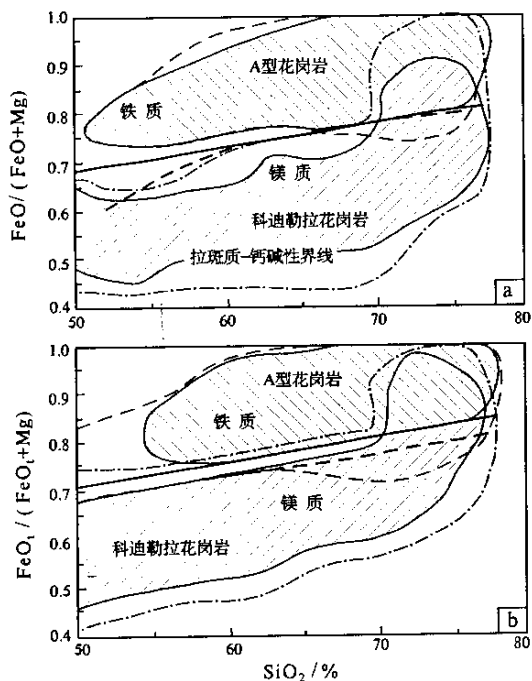 1.0
0.9
0.8
0.7
0.6
0.5
0.4
FeO/(FeO+Mg)
A型花岗岩
铁 质
镁 质
科迪勒拉花岗岩
拉斑质-钙碱性界线
a
50
60
70
80
1.0
0.9
0.8
0.7
0.6
0.5
0.4
FeOt/(FeOt+Mg)
A型花岗岩
铁 质
镁 质
科迪勒拉花岗岩
b
50
60
70
80
SiO2/%